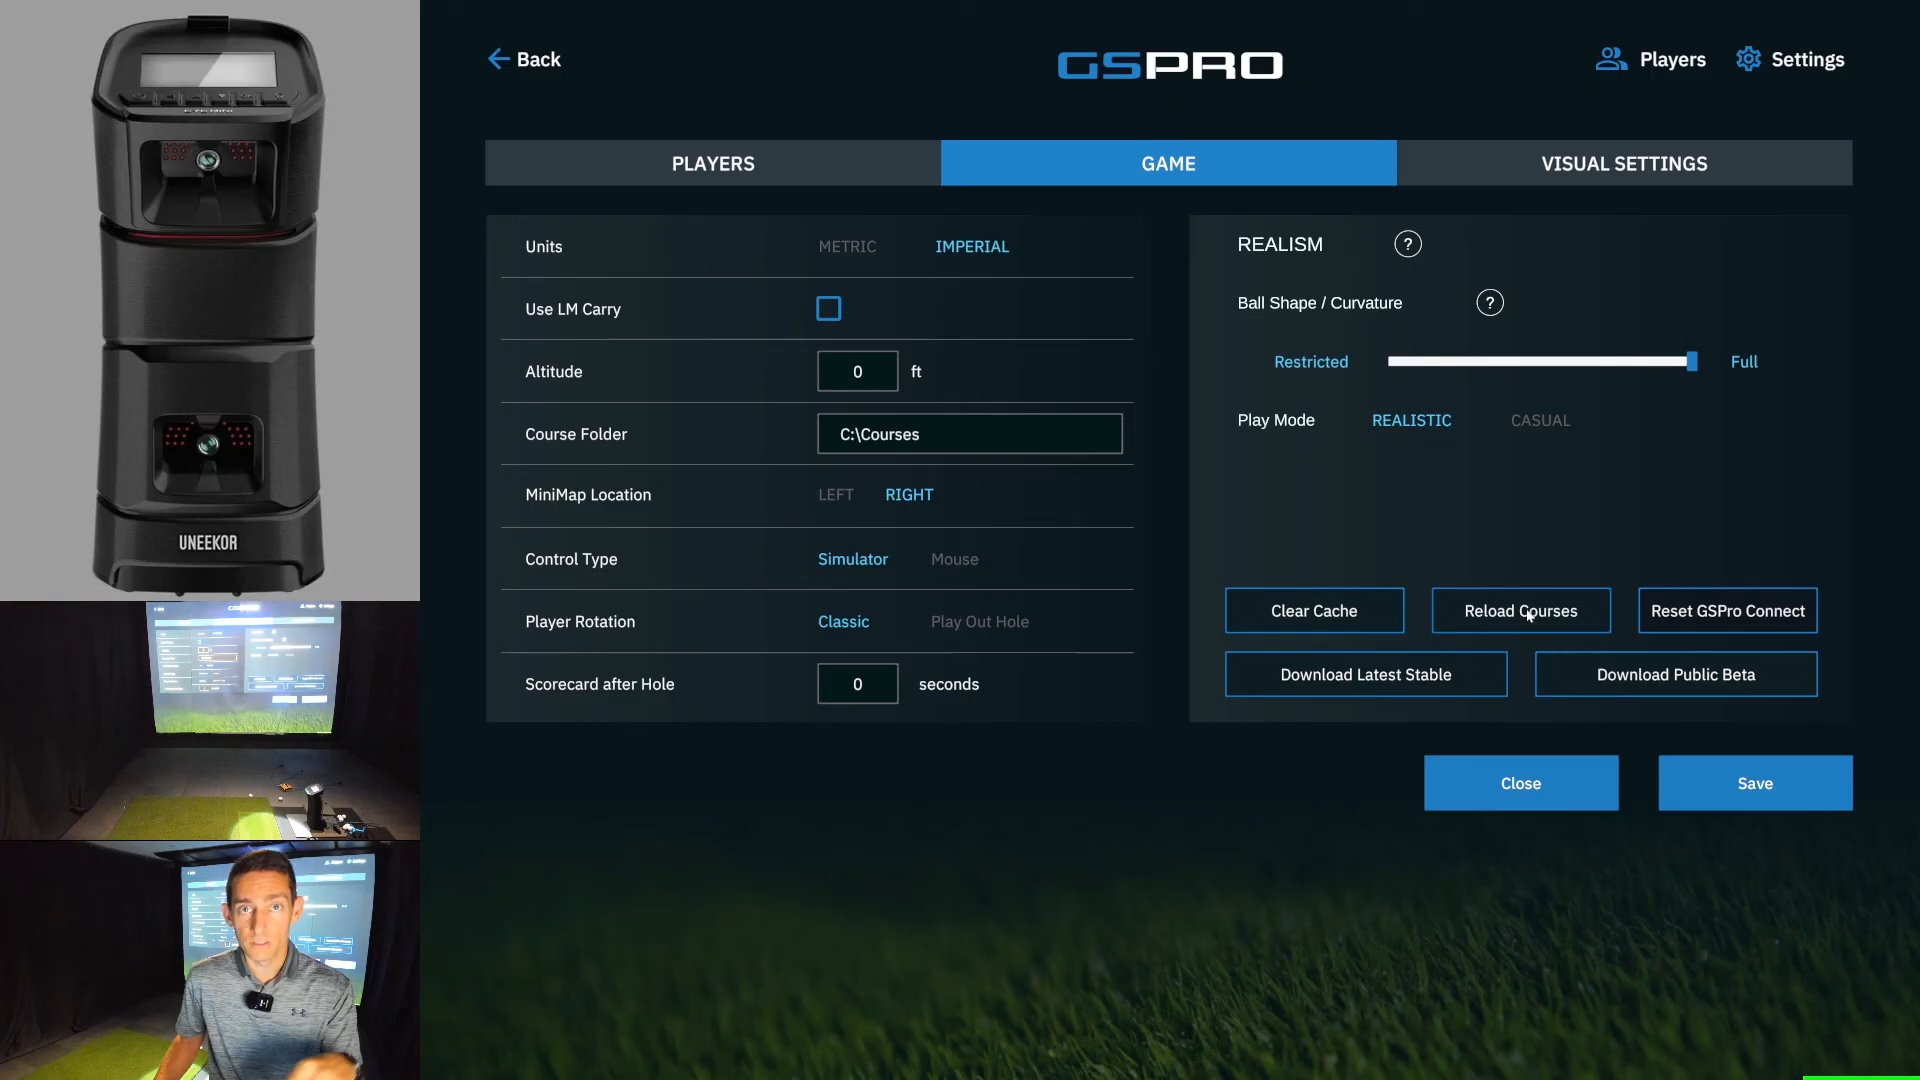 Back
GSPRO
Players
Settings
PLAYERS
GAME
VISUAL SETTINGS
Units
METRIC
IMPERIAL
Use LM Carry
Altitude
0
ft
Course Folder
C:\Courses
MiniMap Location
LEFT
RIGHT
Control Type
Simulator
Mouse
Player Rotation
Classic
Play Out Hole
Scorecard after Hole
0
seconds
REALISM
?
Ball Shape / Curvature
?
Restricted
Full
Play Mode
REALISTIC
CASUAL
Clear Cache
Reload Courses
Reset GSPro Connect
Download Latest Stable
Download Public Beta
Close
Save
EYE MINI
UNEEKOR